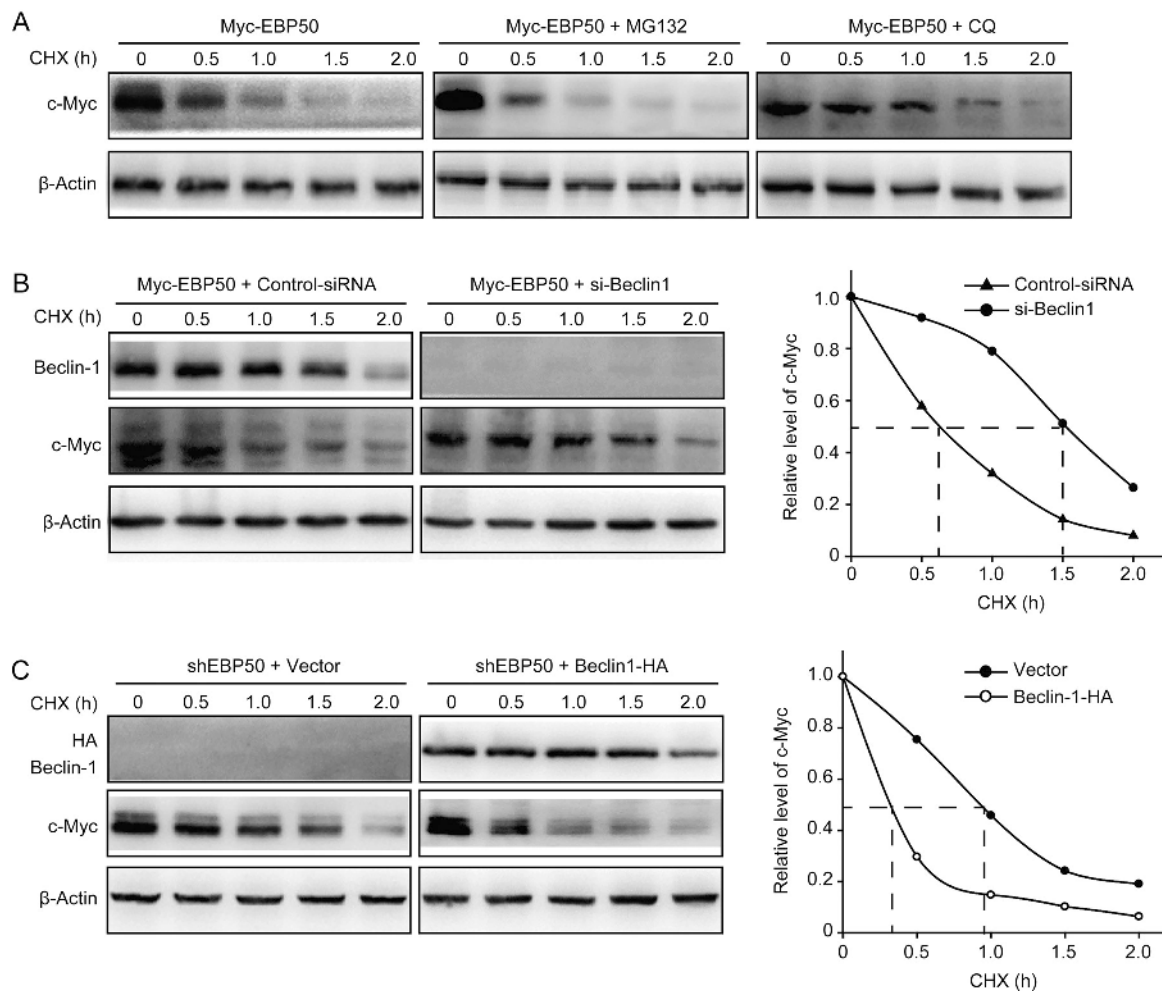 A
Myc-EBP50 Myc-EBP50 + MG132 Myc-EBP50 + CQ
CHX (h) 0 0.5 1.0 1.5 2.0 0 0.5 1.0 1.5 2.0 0 0.5 1.0 1.5 2.0
c-Myc
β-Actin
B
Myc-EBP50 + Control-siRNA Myc-EBP50 + si-Beclin1
CHX (h) 0 0.5 1.0 1.5 2.0 0 0.5 1.0 1.5 2.0
Beclin-1
c-Myc
β-Actin
Control-siRNA
si-Beclin1
Relative level of c-Myc
1.0
0.8
0.6
0.4
0.2
0
0 0.5 1.0 1.5 2.0
CHX (h)
C
shEBP50 + Vector shEBP50 + Beclin1-HA
CHX (h) 0 0.5 1.0 1.5 2.0 0 0.5 1.0 1.5 2.0
HA
Beclin-1
c-Myc
β-Actin
Vector
Beclin-1-HA
Relative level of c-Myc
1.0
0.8
0.6
0.4
0.2
0
0 0.5 1.0 1.5 2.0
CHX (h)